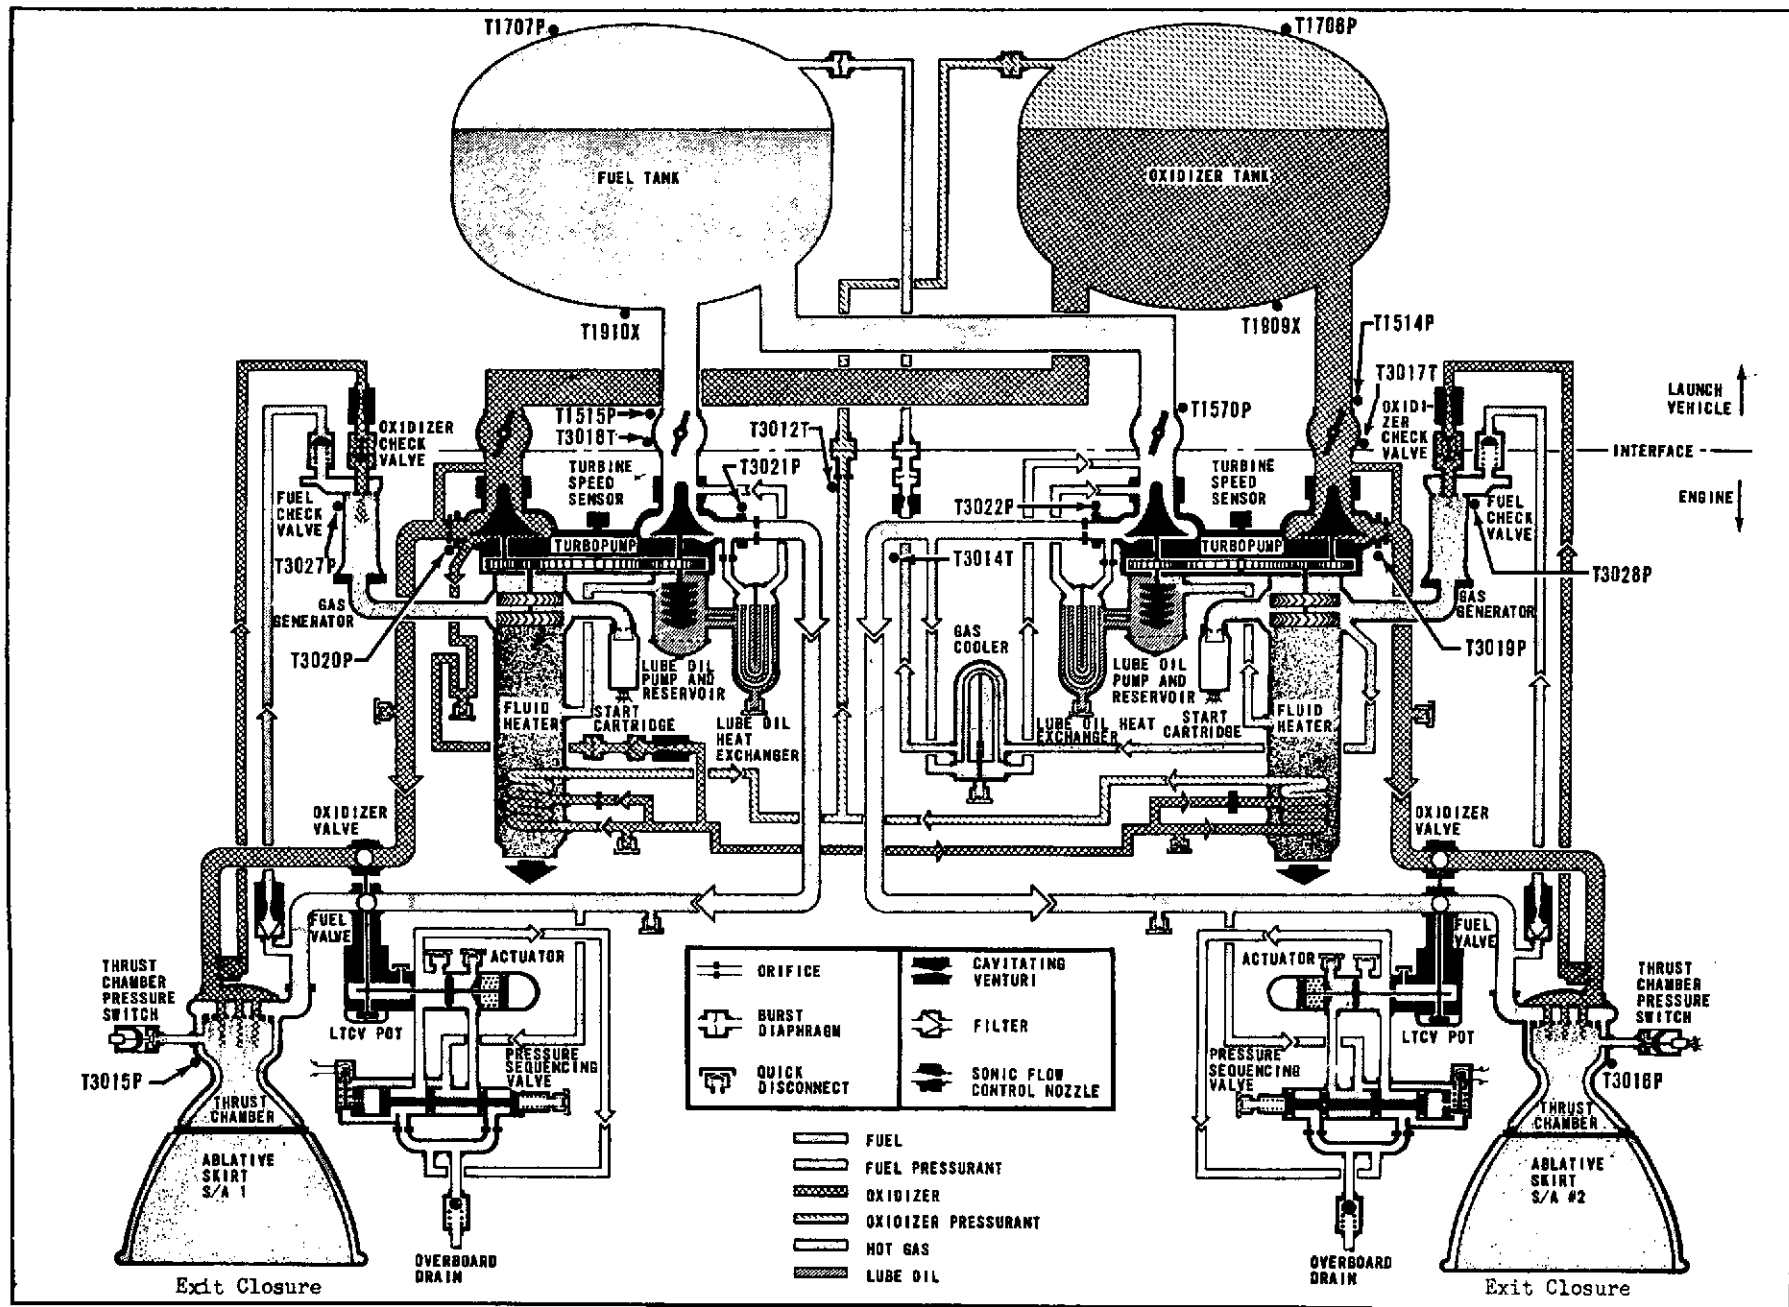 T1707P
T1708P
FUEL TANK
OXIDIZER TANK
T1910X
T1909X
T1514P
T3017T
T1515P
T3018T
T3012T
T1570P
OXIDIZER
CHECK
VALVE
OXIDI-
ZER
CHECK
VALVE
LAUNCH
VEHICLE
INTERFACE
ENGINE
TURBINE
SPEED
SENSOR
T3021P
T3022P
TURBINE
SPEED
SENSOR
FUEL
CHECK
VALVE
T3027P
FUEL
CHECK
VALVE
T3028P
TURBOPUMP
TURBOPUMP
T3014T
GAS
GENERATOR
T3020P
GAS
GENERATOR
T3019P
GAS
COOLER
LUBE OIL
PUMP AND
RESERVOIR
LUBE OIL
PUMP AND
RESERVOIR
FLUID
HEATER
START
CARTRIDGE
LUBE OIL
HEAT
EXCHANGER
LUBE OIL HEAT
EXCHANGER
START
CARTRIDGE
FLUID
HEATER
OXIDIZER
VALVE
OXIDIZER
VALVE
FUEL
VALVE
FUEL
VALVE
THRUST
CHAMBER
PRESSURE
SWITCH
ACTUATOR
ACTUATOR
THRUST
CHAMBER
PRESSURE
SWITCH
LTCV POT
LTCV POT
ORIFICE
BURST
DIAPHRAGM
QUICK
DISCONNECT
CAVITATING
VENTURI
FILTER
SONIC FLOW
CONTROL NOZZLE
PRESSURE
SEQUENCING
VALVE
PRESSURE
SEQUENCING
VALVE
T3015P
T3016P
THRUST
CHAMBER
THRUST
CHAMBER
ABLATIVE
SKIRT
S/A 1
ABLATIVE
SKIRT
S/A #2
FUEL
FUEL PRESSURANT
OXIDIZER
OXIDIZER PRESSURANT
HOT GAS
LUBE OIL
OVERBOARD
DRAIN
OVERBOARD
DRAIN
Exit Closure
Exit Closure